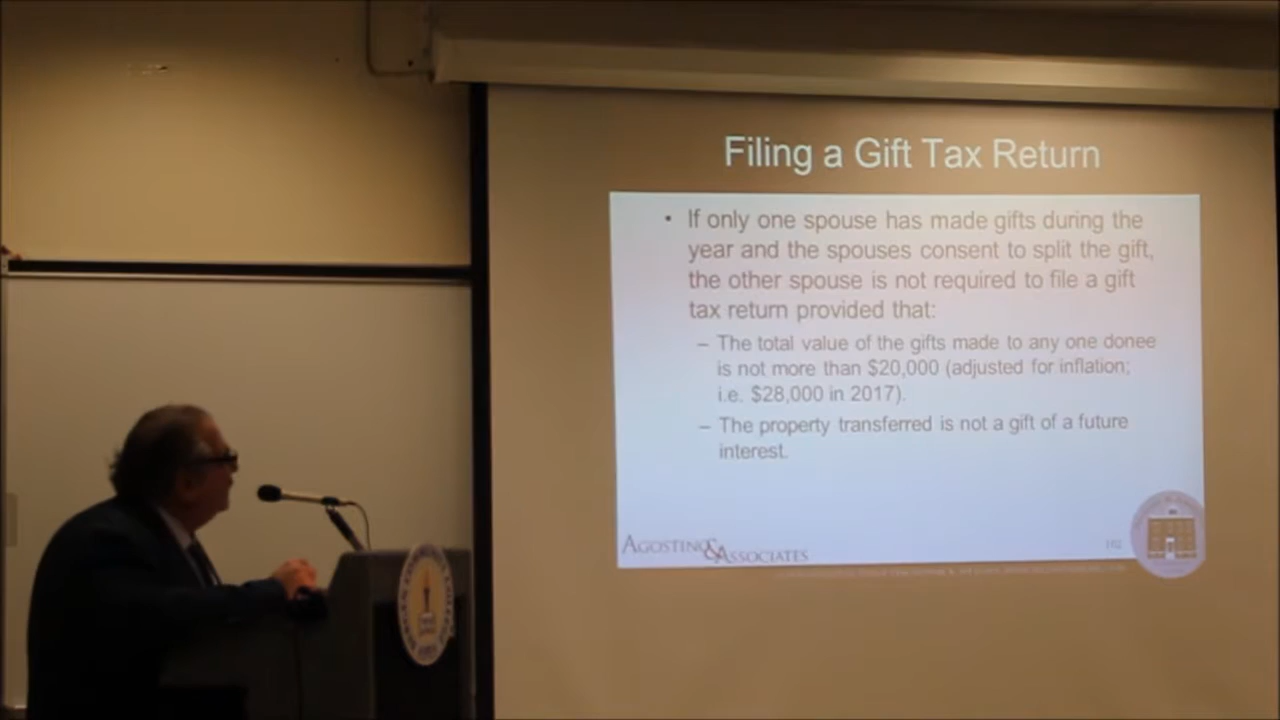 Filing a Gift Tax Return
• If only one spouse has made gifts during the
year and the spouses consent to split the gift,
the other spouse is not required to file a gift
tax return provided that:
– The total value of the gifts made to any one donee
is not more than $20,000 (adjusted for inflation;
i.e. $28,000 in 2017).
– The property transferred is not a gift of a future
interest.
AGOSTINO & ASSOCIATES